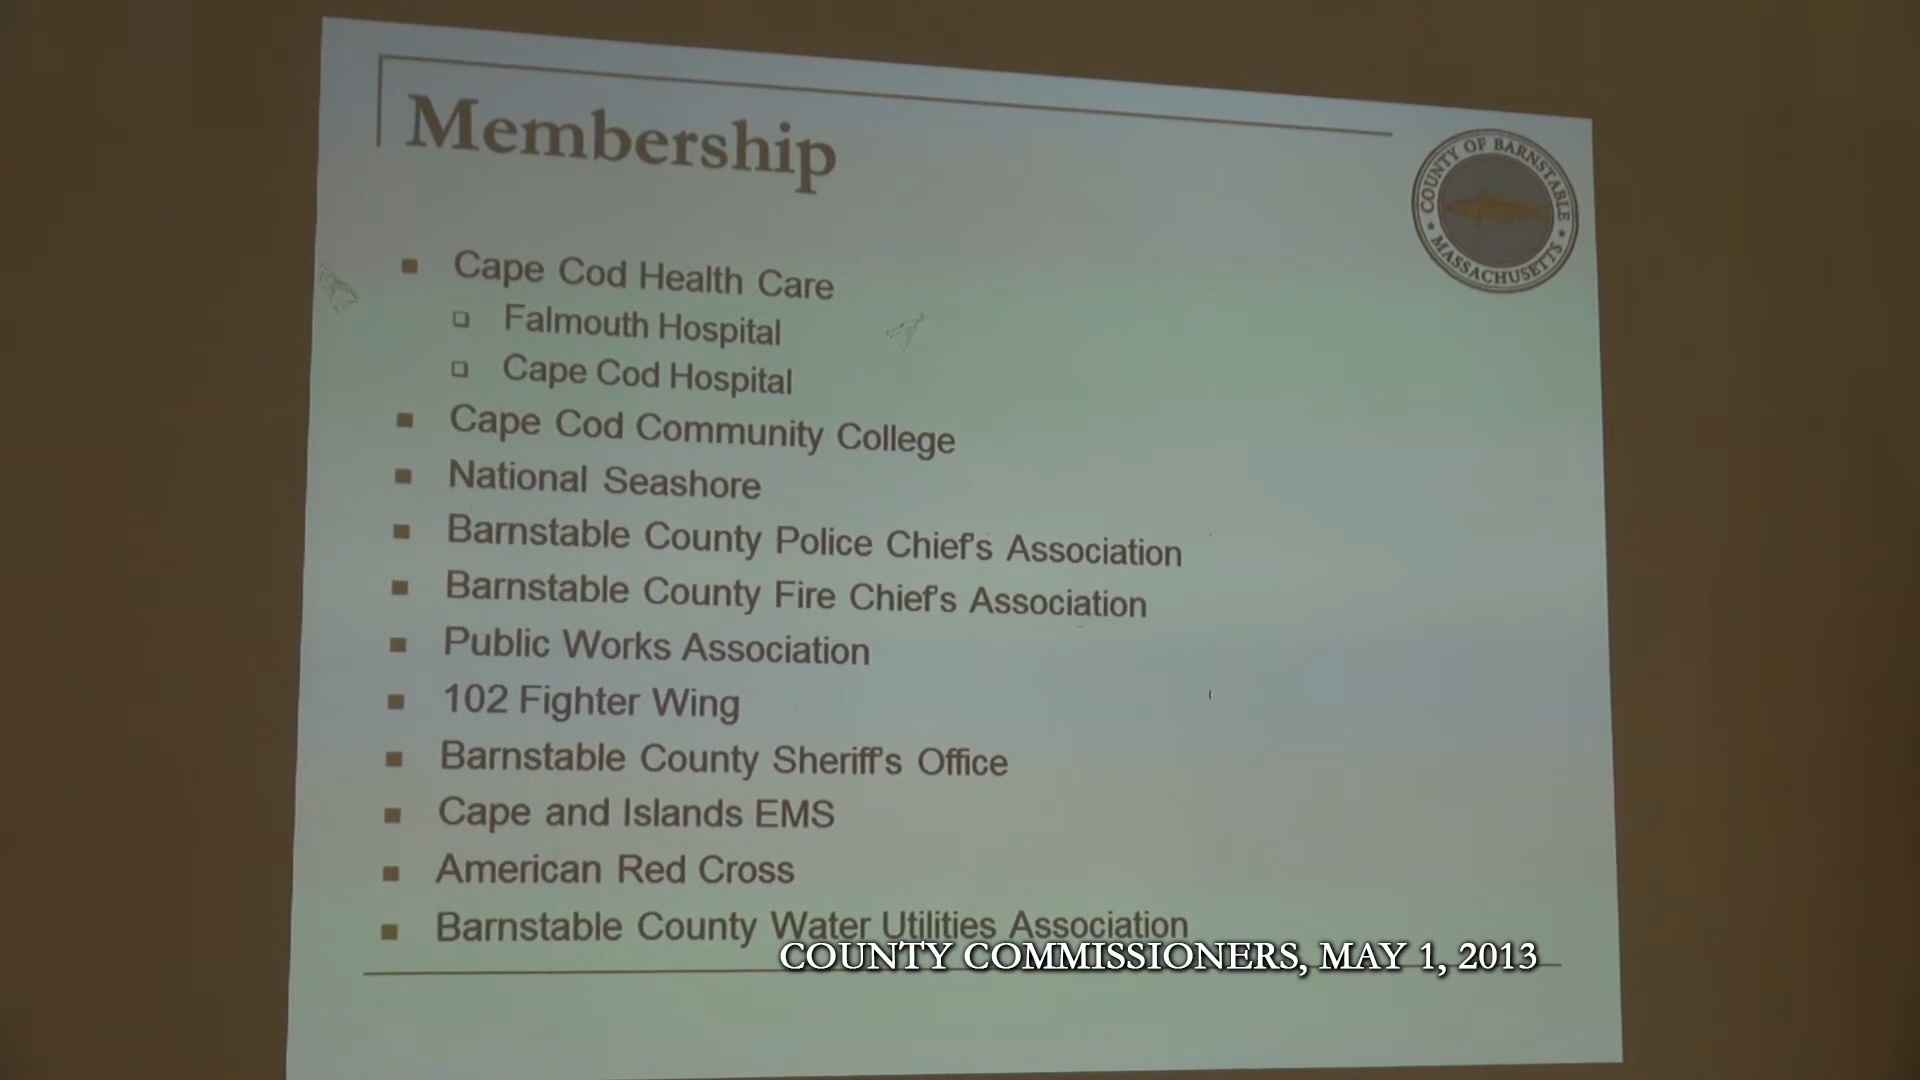 Membership
COUNTY OF BARNSTABLE
MASSACHUSETTS
Cape Cod Health Care
Falmouth Hospital
Cape Cod Hospital
Cape Cod Community College
National Seashore
Barnstable County Police Chief's Association
Barnstable County Fire Chief's Association
Public Works Association
102 Fighter Wing
Barnstable County Sheriff's Office
Cape and Islands EMS
American Red Cross
Barnstable County Water Utilities Association
COUNTY COMMISSIONERS, MAY 1, 2013